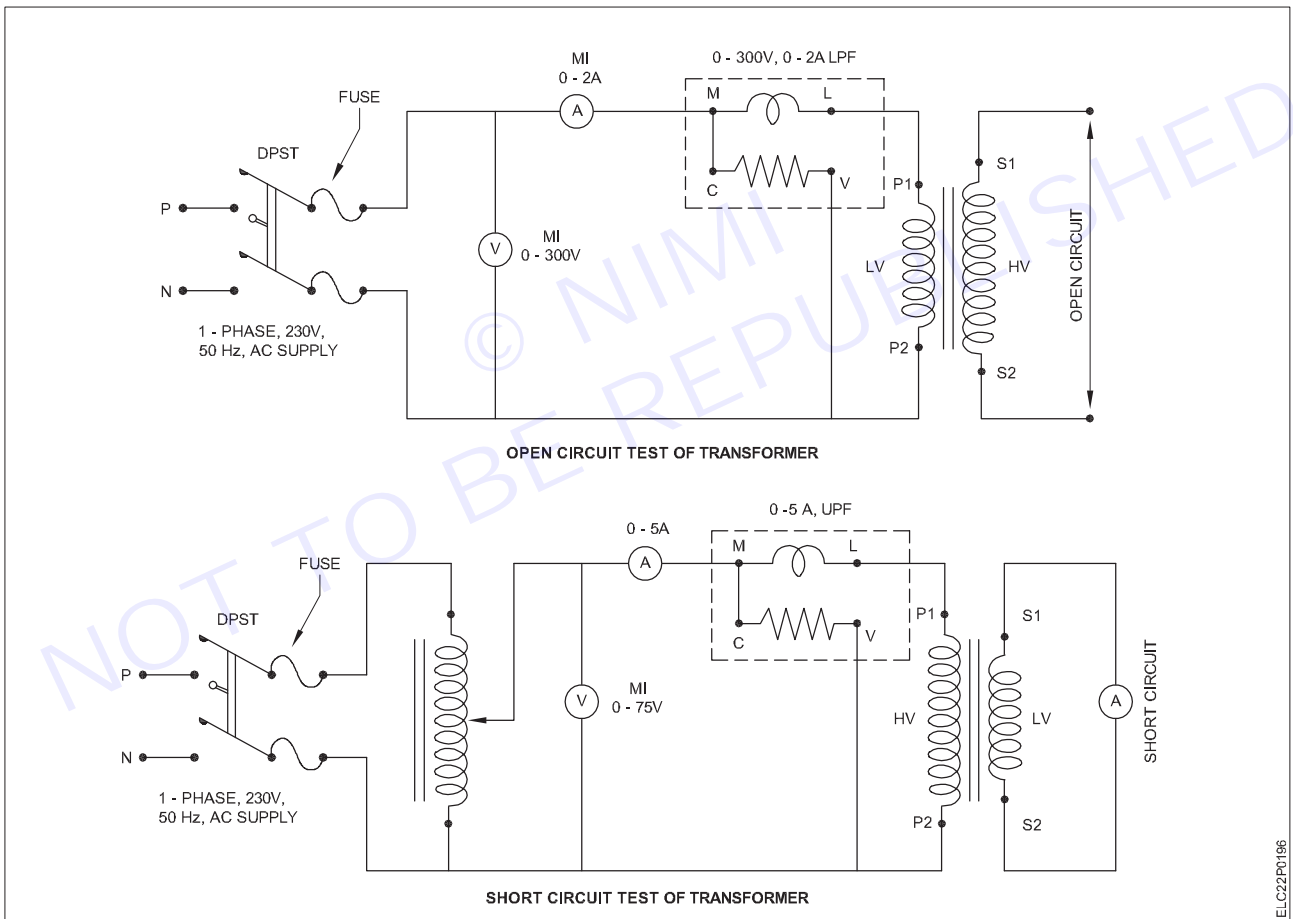 MI
0 - 2A
0 - 300V, 0 - 2A LPF
FUSE
M
L
A
DPST
P
C
V
P1
S1
V
MI
0 - 300V
LV
HV
OPEN CIRCUIT
N
1 - PHASE, 230V,
50 Hz, AC SUPPLY
P2
S2
OPEN CIRCUIT TEST OF TRANSFORMER
0 - 5A
0 -5 A, UPF
FUSE
M
L
A
DPST
P
C
V
P1
S1
V
MI
0 - 75V
HV
LV
A
SHORT CIRCUIT
N
1 - PHASE, 230V,
50 Hz, AC SUPPLY
P2
S2
SHORT CIRCUIT TEST OF TRANSFORMER
ELC22P0196
© NIMI
NOT TO BE REPUBLISHED